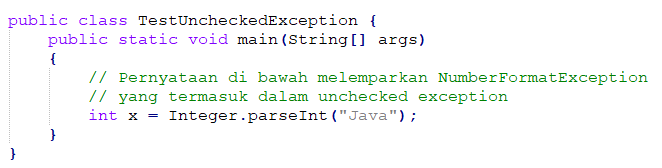 public class TestUncheckedException {
    public static void main(String[] args)
    {
        // Pernyataan di bawah melemparkan NumberFormatException
        // yang termasuk dalam unchecked exception
        int x = Integer.parseInt("Java");
    }
}